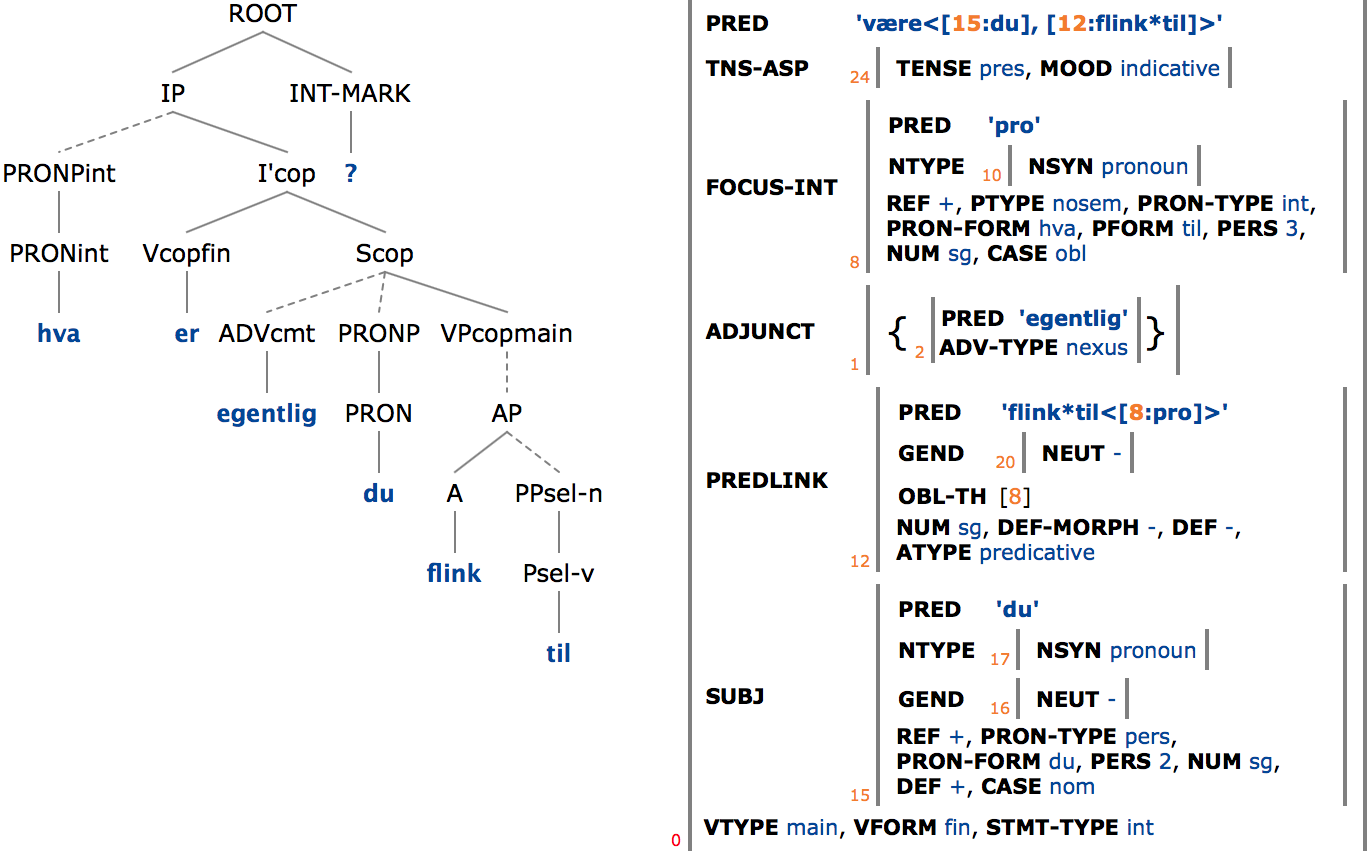 ROOT
IP INT-MARK
PRONPint I'cop ?
PRONint Vcopfin Scop
hva er ADVcmt PRONP VPcopmain
egentlig PRON AP
du A PPsel-n
flink Psel-v
til
PRED 'være<[15:du], [12:flink*til]>'
TNS-ASP 24 TENSE pres, MOOD indicative
PRED 'pro'
NTYPE 10 NSYN pronoun
FOCUS-INT
REF +, PTYPE nosem, PRON-TYPE int,
PRON-FORM hva, PFORM til, PERS 3,
8 NUM sg, CASE obl
PRED 'egentlig'
ADJUNCT { }
2 ADV-TYPE nexus
1
PRED 'flink*til<[8:pro]>'
GEND 20 NEUT -
PREDLINK
OBL-TH [8]
NUM sg, DEF-MORPH -, DEF -,
12 ATYPE predicative
PRED 'du'
NTYPE 17 NSYN pronoun
SUBJ GEND 16 NEUT -
REF +, PRON-TYPE pers,
PRON-FORM du, PERS 2, NUM sg,
15 DEF +, CASE nom
0 VTYPE main, VFORM fin, STMT-TYPE int